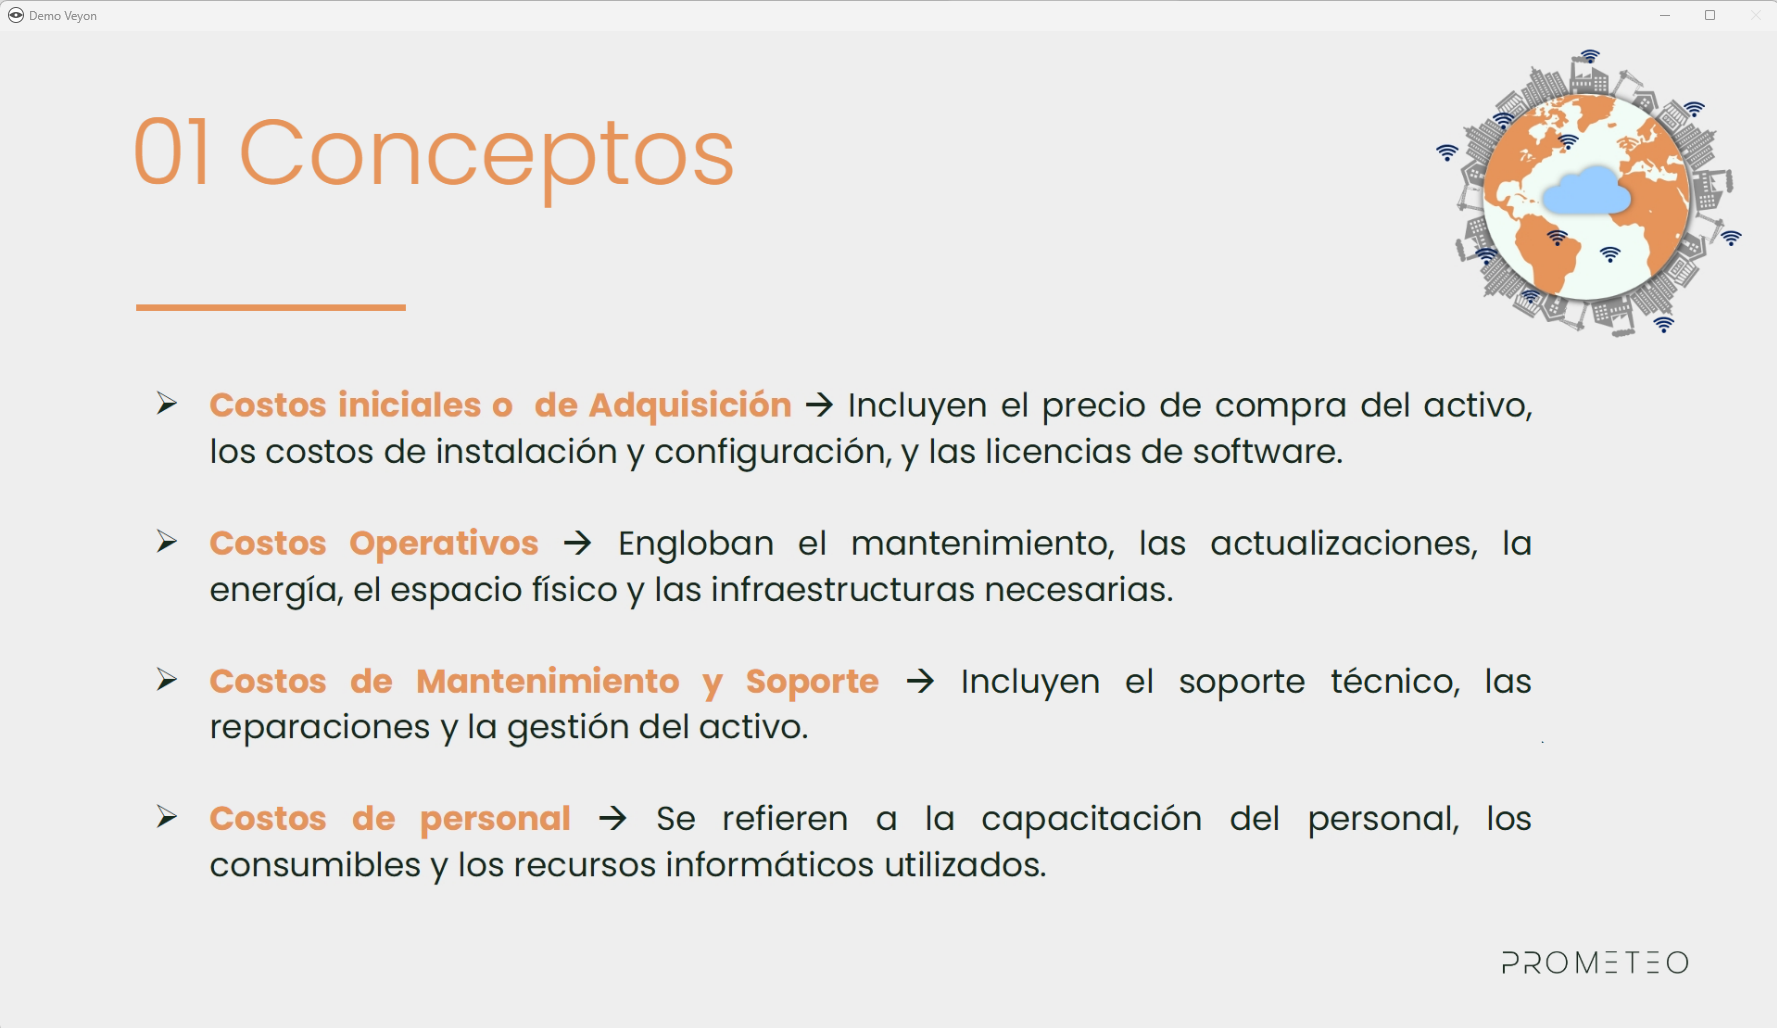 Demo Veyon
01 Conceptos
➢ Costos iniciales o de Adquisición → Incluyen el precio de compra del activo,
los costos de instalación y configuración, y las licencias de software.
➢ Costos Operativos → Engloban el mantenimiento, las actualizaciones, la
energía, el espacio físico y las infraestructuras necesarias.
➢ Costos de Mantenimiento y Soporte → Incluyen el soporte técnico, las
reparaciones y la gestión del activo.
➢ Costos de personal → Se refieren a la capacitación del personal, los
consumibles y los recursos informáticos utilizados.
PROMETEO